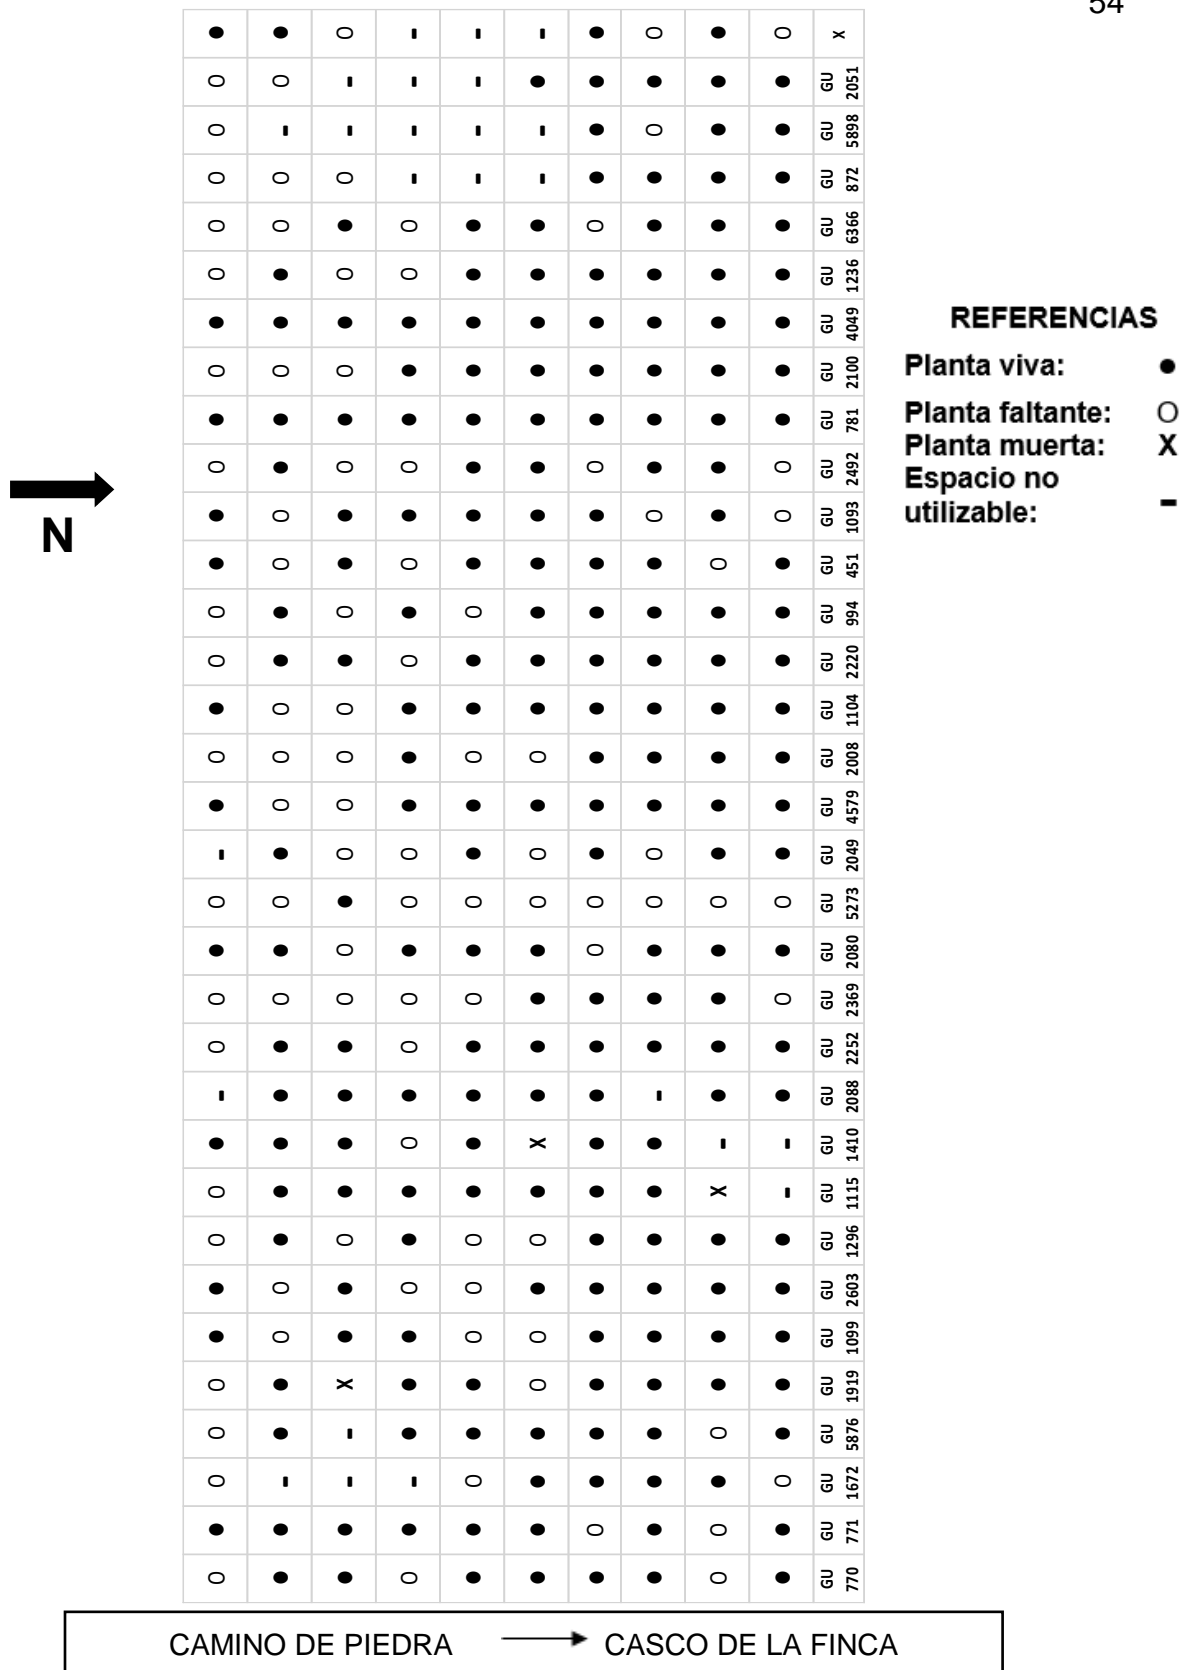 54
● ● O - - - ● O ● O x
O O - - - ● ● ● ● ● GU 2051
O - - - - - ● O ● ● GU 5898
O O O - - - ● ● ● ● GU 872
O O ● O ● ● O ● ● ● GU 6366
O ● O O ● ● ● ● ● ● GU 1236
● ● ● ● ● ● ● ● ● ● GU 4049
O O O ● ● ● ● ● ● ● GU 2100
● ● ● ● ● ● ● ● ● ● GU 781
O ● O O ● ● O ● ● O GU 2492
● O ● ● ● ● ● O ● O GU 1093
● O ● O ● ● ● ● O ● GU 451
O ● O ● O ● ● ● ● ● GU 994
O ● ● O ● ● ● ● ● ● GU 2220
● O O ● ● ● ● ● ● ● GU 1104
O O O ● O O ● ● ● ● GU 2008
● O O ● ● ● ● ● ● ● GU 4579
- ● O O ● O ● O ● ● GU 2049
O O ● O O O O O O O GU 5273
● ● O ● ● ● O ● ● ● GU 2080
O O O O O ● ● ● ● O GU 2369
O ● ● O ● ● ● ● ● ● GU 2252
- ● ● ● ● ● ● - ● ● GU 2088
● ● ● O ● X ● ● - - GU 1410
O ● ● ● ● ● ● ● X - GU 1115
O ● O ● O O ● ● ● ● GU 1296
● O ● O O ● ● ● ● ● GU 2603
● O ● ● O O ● ● ● ● GU 1099
O ● X ● ● O ● ● ● ● GU 1919
O ● - ● ● ● ● ● O ● GU 5876
O - - - O ● ● ● ● O GU 1672
● ● ● ● ● ● O ● O ● GU 771
O ● ● O ● ● ● ● O ● GU 770
N
REFERENCIAS
Planta viva: ●
Planta faltante: O
Planta muerta: X
Espacio no
utilizable: -
CAMINO DE PIEDRA → CASCO DE LA FINCA